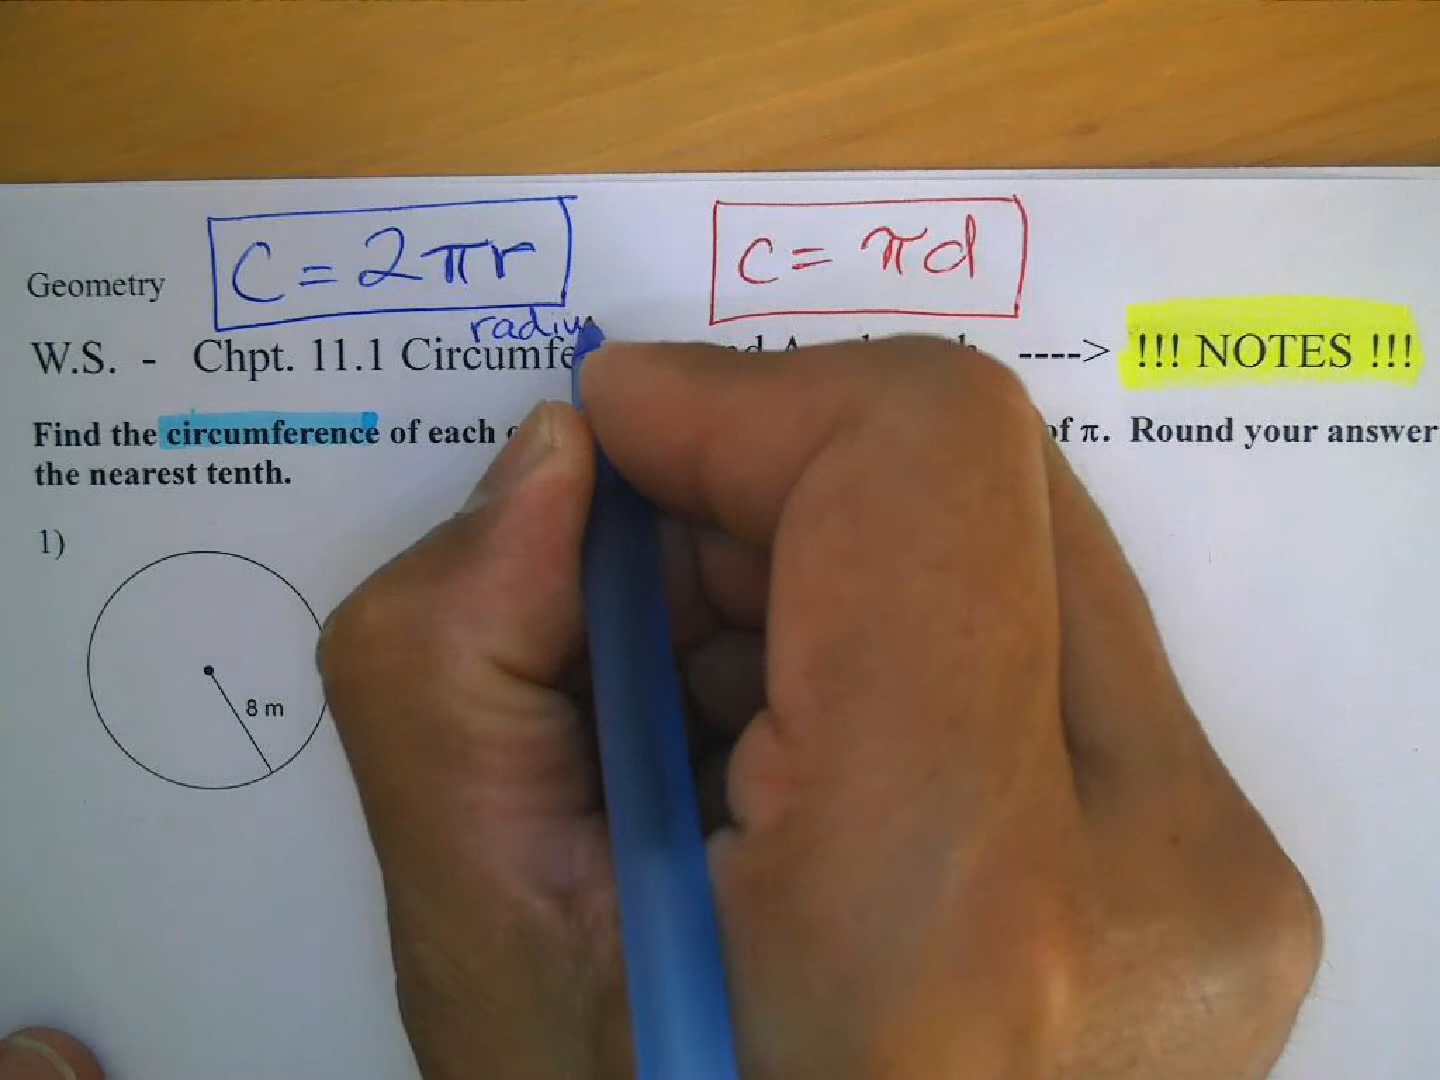 C = 2πr
C = πd
Geometry
radiu
W.S. - Chpt. 11.1 Circumfe ----> !!! NOTES !!!
Find the circumference of each of π. Round your answer
the nearest tenth.
1)
8 m